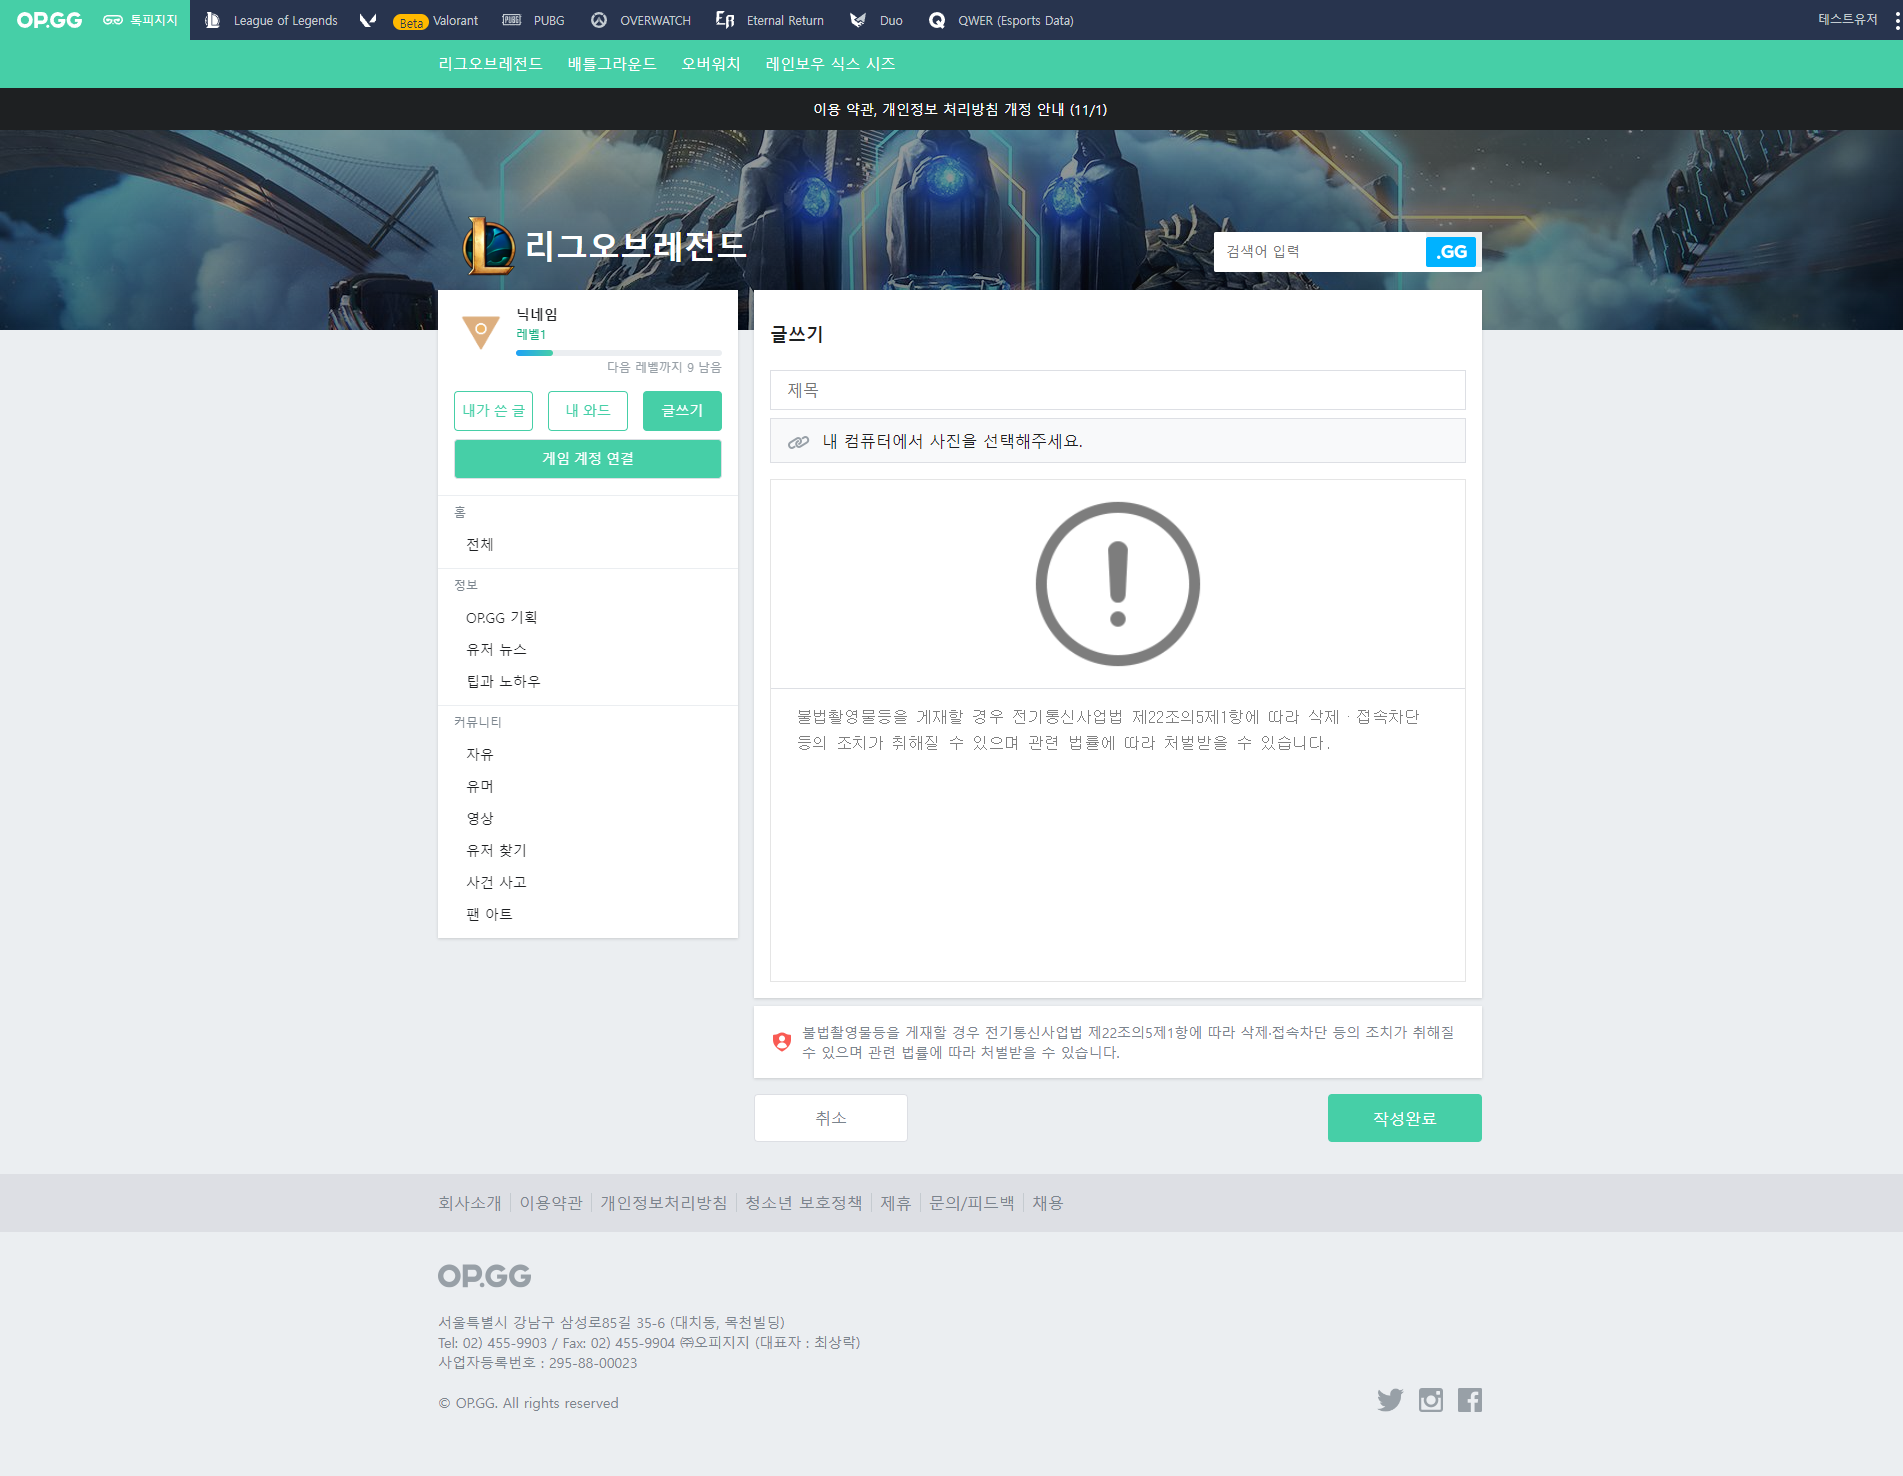 OP.GG 톡피지지 League of Legends Beta Valorant PUBG OVERWATCH Eternal Return Duo QWER (Esports Data) 테스트유저
리그오브레전드 배틀그라운드 오버워치 레인보우 식스 시즈
이용 약관, 개인정보 처리방침 개정 안내 (11/1)
리그오브레전드
검색어 입력 .GG
닉네임
레벨1
다음 레벨까지 9 남음
내가 쓴 글 내 와드 글쓰기
게임 계정 연결
홈
전체
정보
OP.GG 기획
유저 뉴스
팁과 노하우
커뮤니티
자유
유머
영상
유저 찾기
사건 사고
팬 아트
글쓰기
제목
내 컴퓨터에서 사진을 선택해주세요.
불법촬영물등을 게재할 경우 전기통신사업법 제22조의5제1항에 따라 삭제·접속차단
등의 조치가 취해질 수 있으며 관련 법률에 따라 처벌받을 수 있습니다.
불법촬영물등을 게재할 경우 전기통신사업법 제22조의5제1항에 따라 삭제·접속차단 등의 조치가 취해질
수 있으며 관련 법률에 따라 처벌받을 수 있습니다.
취소 작성완료
회사소개 이용약관 개인정보처리방침 청소년 보호정책 제휴 문의/피드백 채용
OP.GG
서울특별시 강남구 삼성로85길 35-6 (대치동, 목천빌딩)
Tel: 02) 455-9903 / Fax: 02) 455-9904 ㈜오피지지 (대표자 : 최상락)
사업자등록번호 : 295-88-00023
© OP.GG. All rights reserved